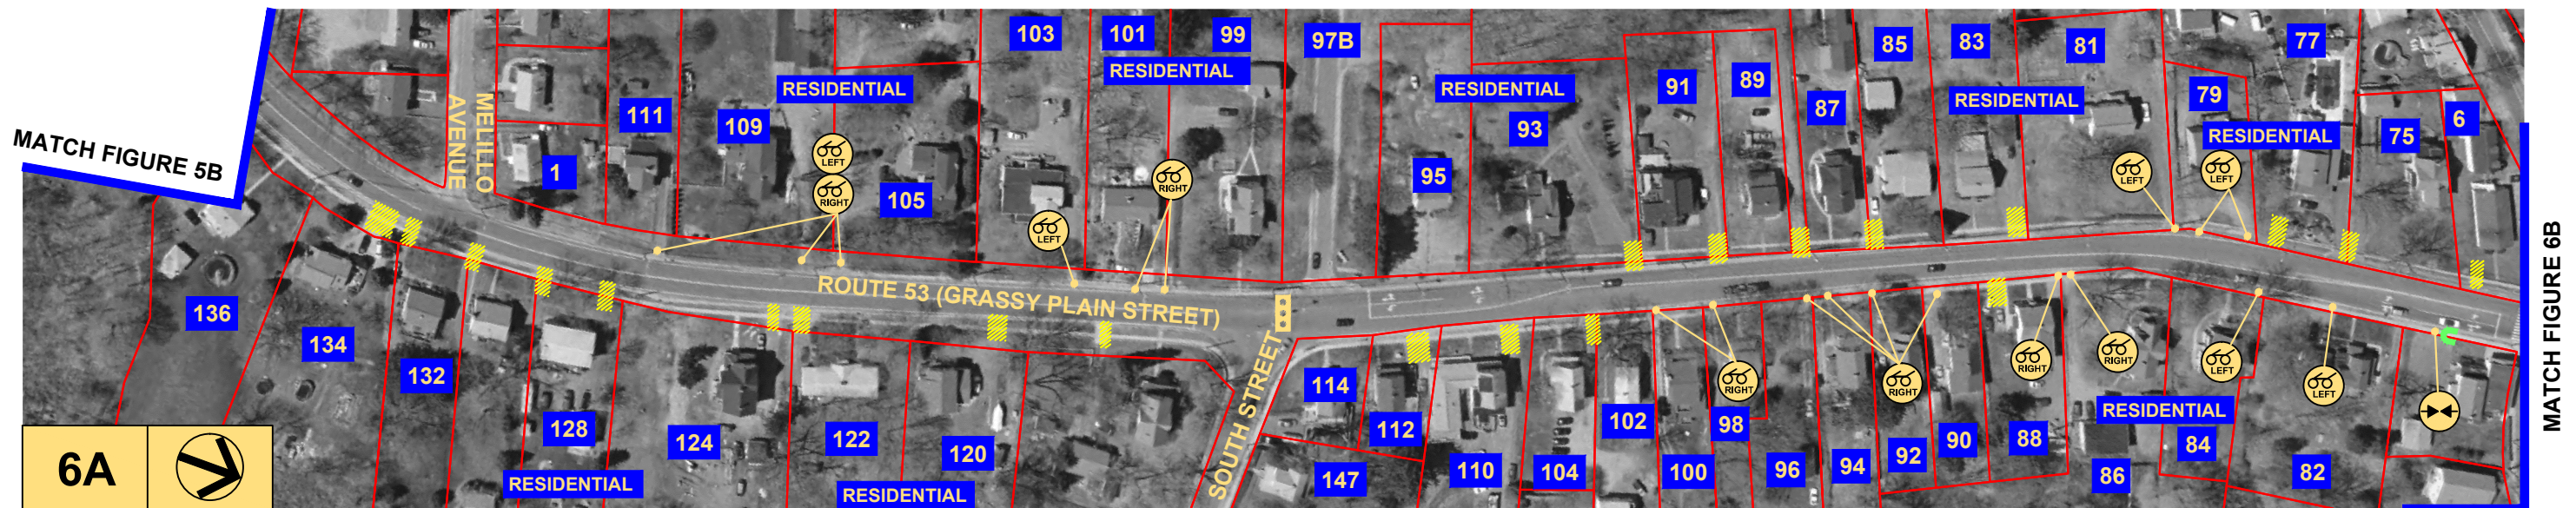 MATCH FIGURE 5B
MELILLO
AVENUE
1
111
109
RESIDENTIAL
LEFT
RIGHT
105
103
LEFT
101
99
RESIDENTIAL
RIGHT
97B
95
RESIDENTIAL
93
91
89
87
85
83
81
RESIDENTIAL
LEFT
79
77
RESIDENTIAL
LEFT
75
6
ROUTE 53 (GRASSY PLAIN STREET)
SOUTH STREET
136
134
132
128
RESIDENTIAL
124
122
RESIDENTIAL
120
114
112
147
110
104
102
100
98
RIGHT
96
94
RIGHT
92
90
88
RIGHT
RIGHT
RESIDENTIAL
86
84
LEFT
82
LEFT
6A
MATCH FIGURE 6B